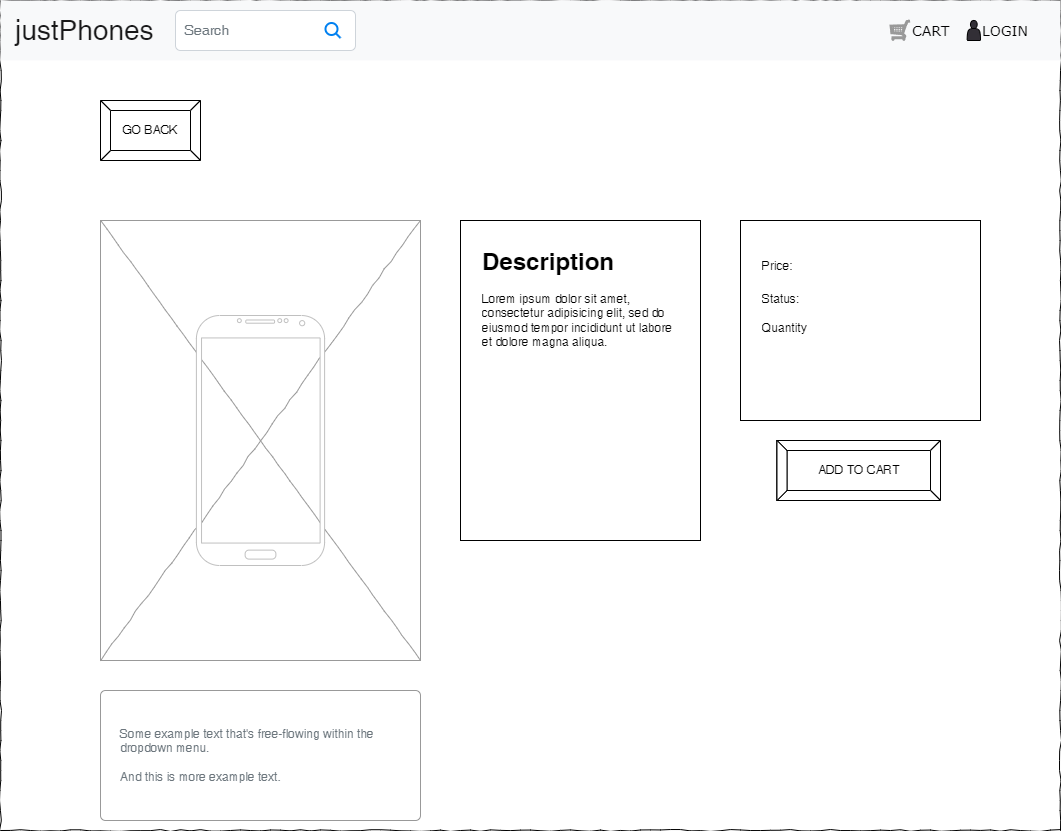 justPhones
Search
CART
LOGIN
GO BACK
Description
Lorem ipsum dolor sit amet,
consectetur adipisicing elit, sed do
eiusmod tempor incididunt ut labore
et dolore magna aliqua.
Price:
Status:
Quantity
ADD TO CART
Some example text that's free-flowing within the
dropdown menu.
And this is more example text.